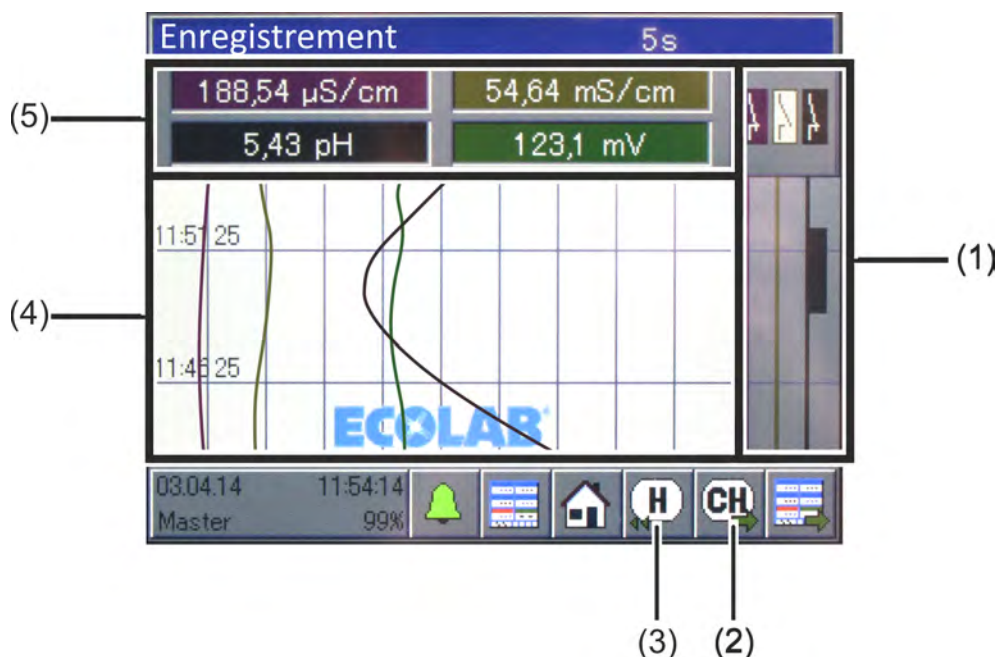 Enregistrement 5s
188,54 µS/cm 54,64 mS/cm
(5)
5,43 pH 123,1 mV
11:51:25
(1)
(4)
11:46:25
ECOLAB
03.04.14 11:54:14
H CH
Master 99%
(3) (2)